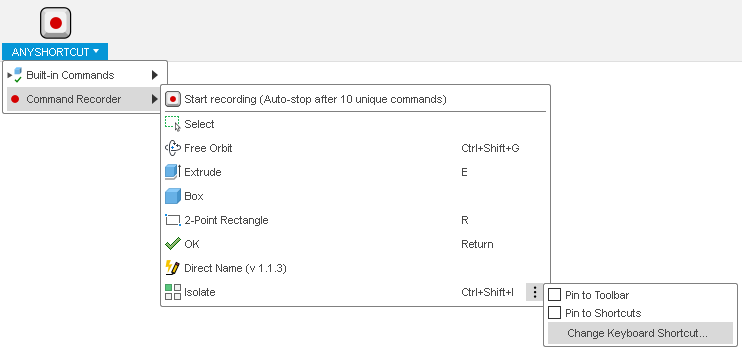 ANYSHORTCUT
Built-in Commands
Command Recorder
Start recording (Auto-stop after 10 unique commands)
Select
Free Orbit Ctrl+Shift+G
Extrude E
Box
2-Point Rectangle R
OK Return
Direct Name (v 1.1.3)
Isolate Ctrl+Shift+I
Pin to Toolbar
Pin to Shortcuts
Change Keyboard Shortcut...